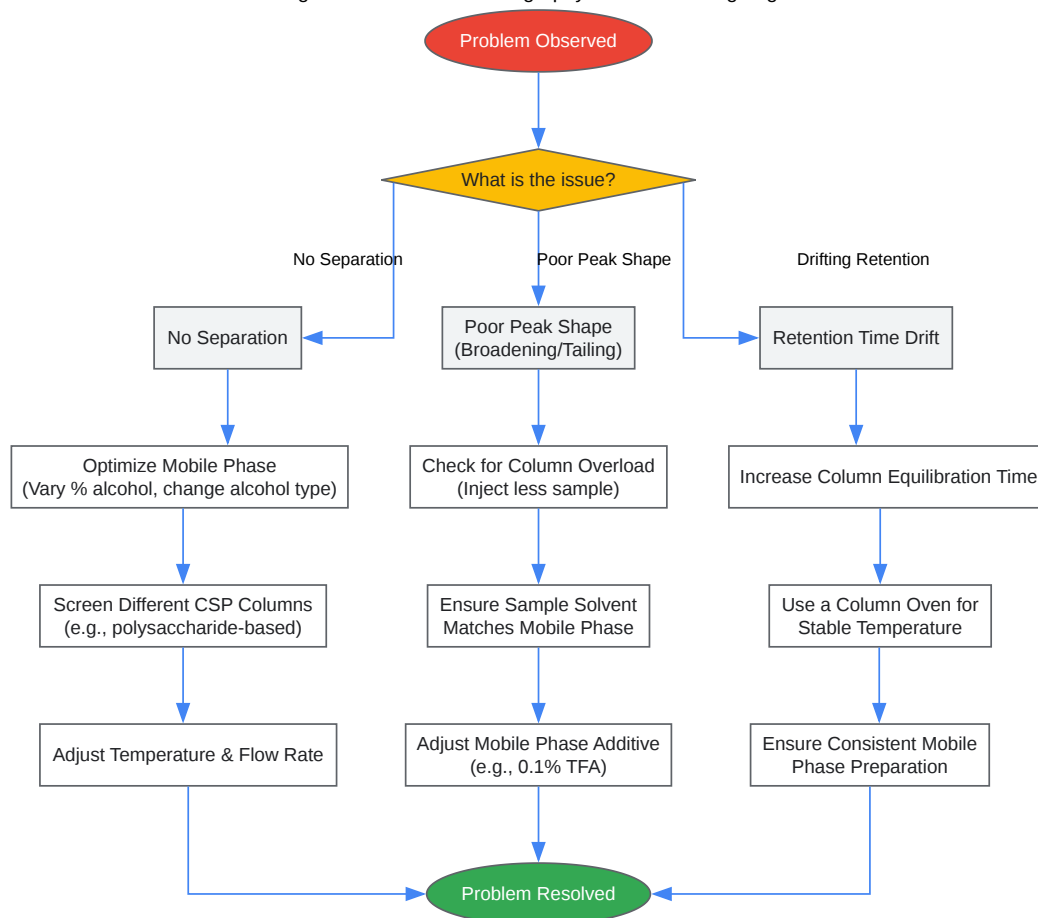 Problem Observed
What is the issue?
No Separation
Poor Peak Shape
Drifting Retention
No Separation
Poor Peak Shape
(Broadening/Tailing)
Retention Time Drift
Optimize Mobile Phase
(Vary % alcohol, change alcohol type)
Check for Column Overload
(Inject less sample)
Increase Column Equilibration Time
Screen Different CSP Columns
(e.g., polysaccharide-based)
Ensure Sample Solvent
Matches Mobile Phase
Use a Column Oven for
Stable Temperature
Adjust Temperature & Flow Rate
Adjust Mobile Phase Additive
(e.g., 0.1% TFA)
Ensure Consistent Mobile
Phase Preparation
Problem Resolved